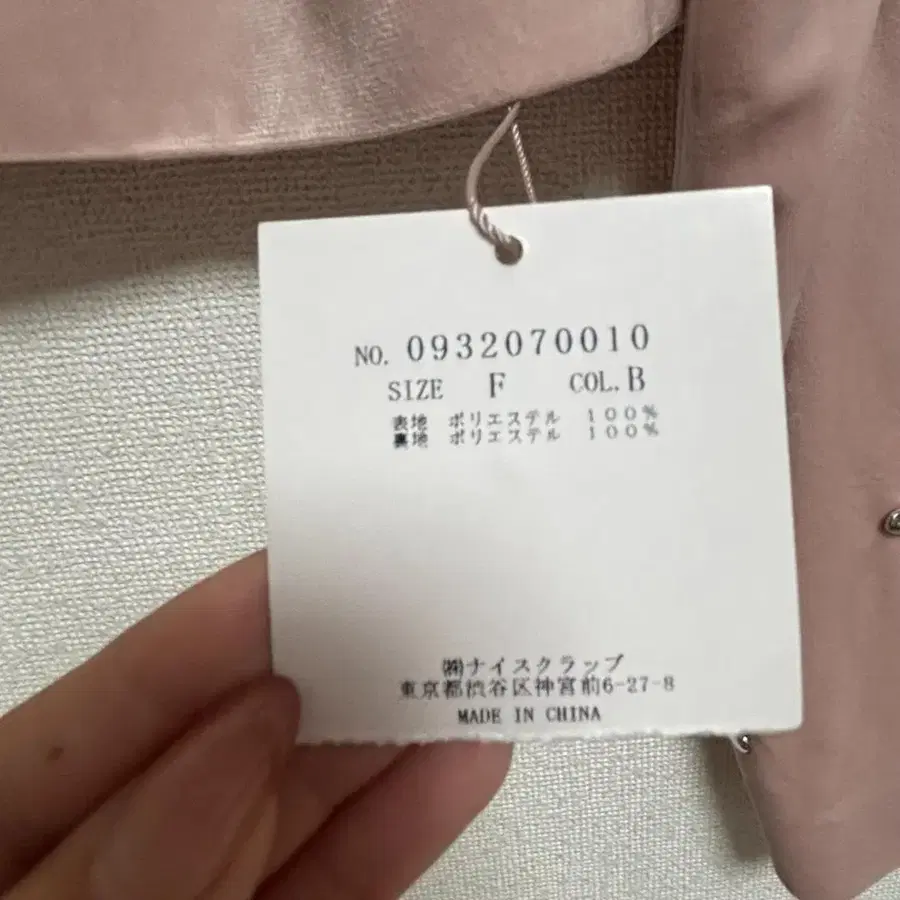 NO. 0932070010
SIZE F COL. B
表地 ポリエステル 100%
裏地 ポリエステル 100%
㈱ナイスクラップ
東京都渋谷区神宮前6-27-8
MADE IN CHINA